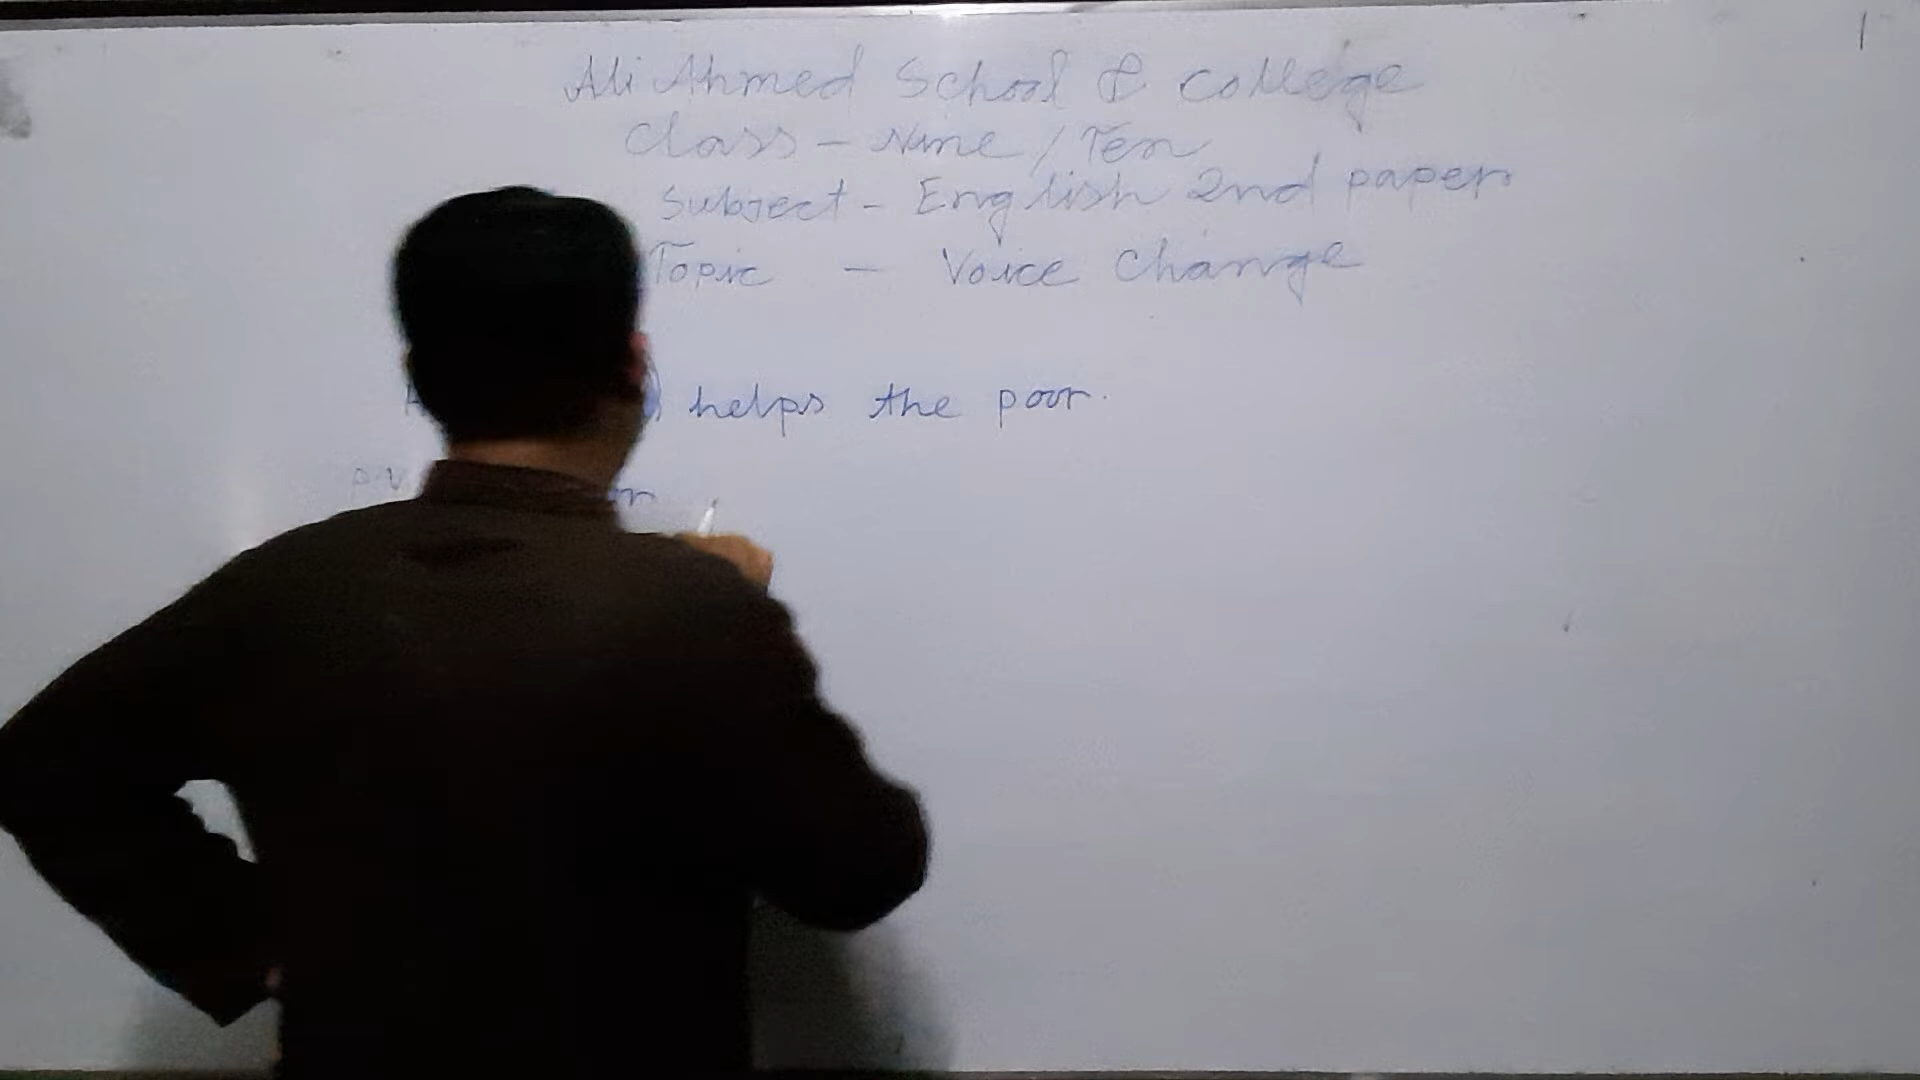 Ali Ahmed School & College
Class - Nine / Ten
Subject - English 2nd paper
Topic - Voice Change
helps the poor.
P.V